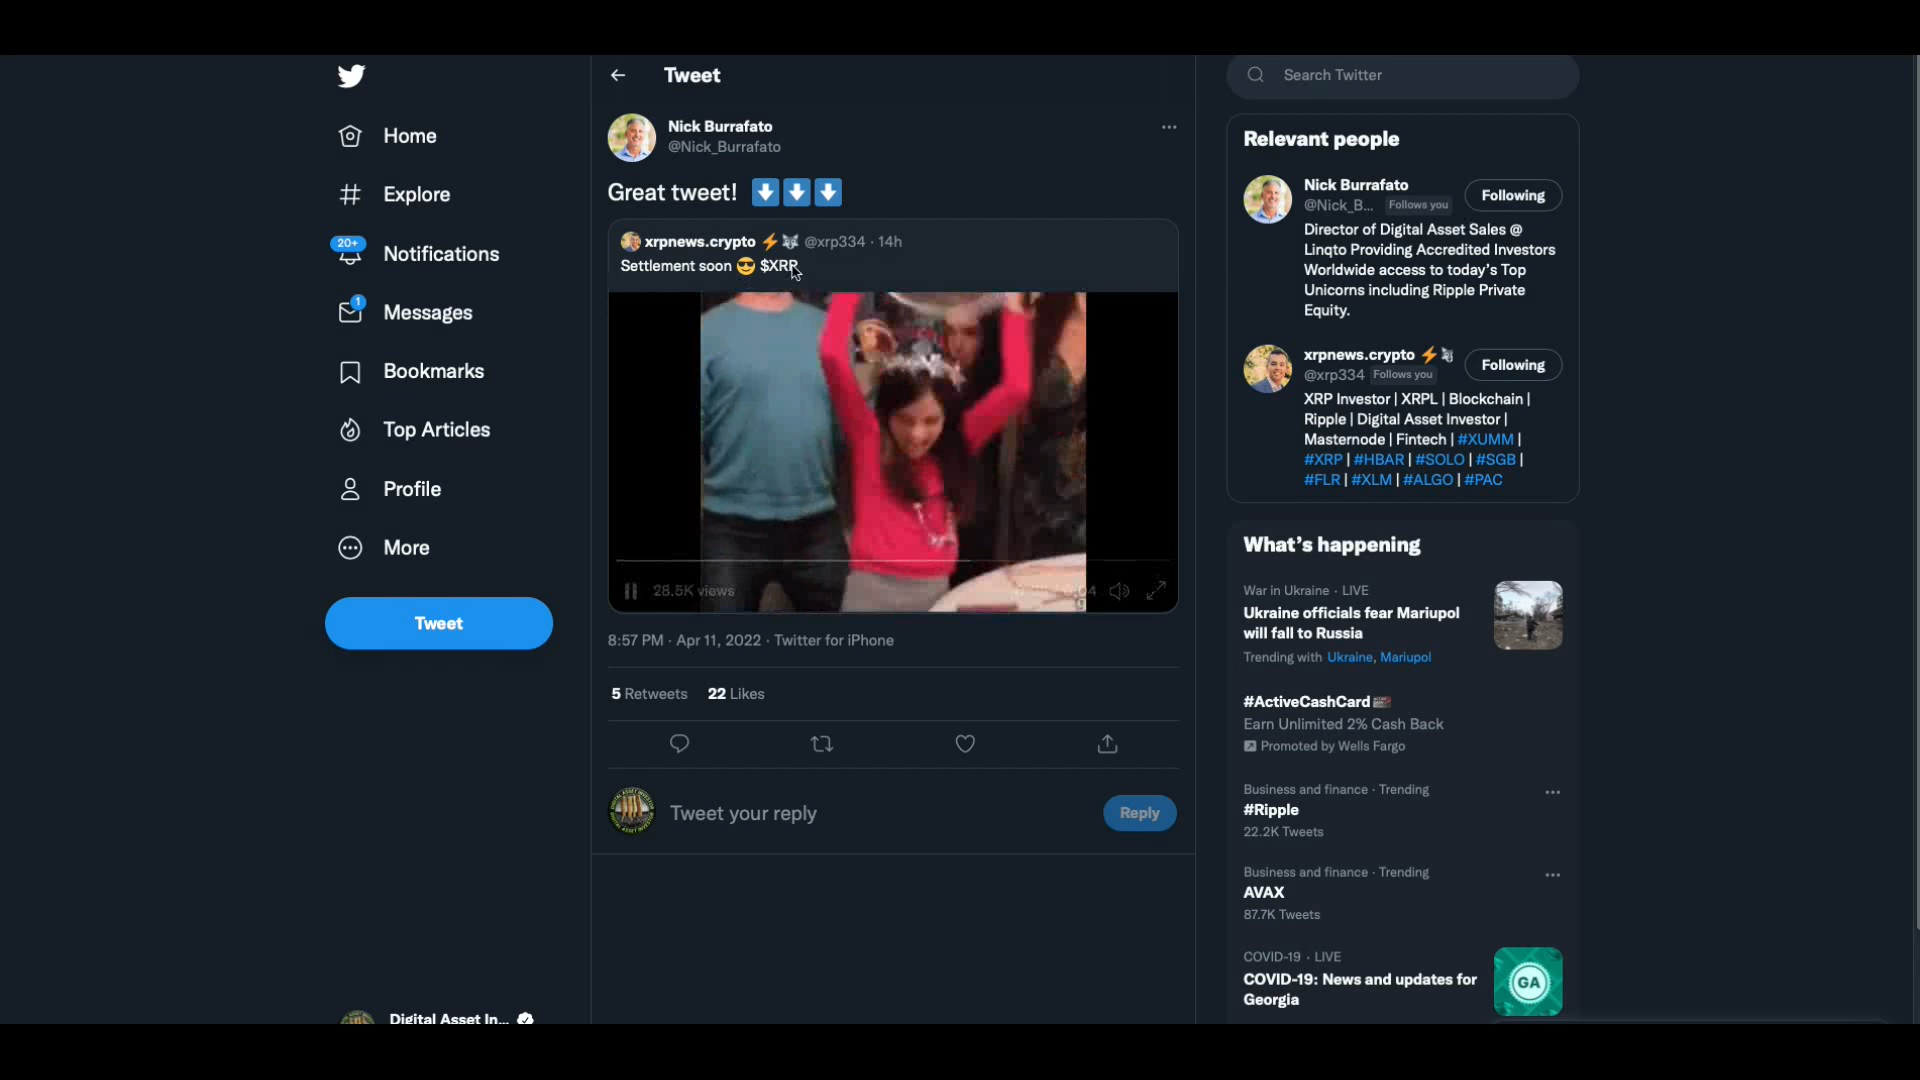 Home
Explore
20+
Notifications
1
Messages
Bookmarks
Top Articles
Profile
More
Tweet
Digital Asset In...
Tweet
Nick Burrafato
@Nick_Burrafato
Great tweet! ⬇️⬇️⬇️
xrpnews.crypto ⚡🐺 @xrp334 · 14h
Settlement soon 😎 $XRP
28.5K views
8:57 PM · Apr 11, 2022 · Twitter for iPhone
5 Retweets 22 Likes
Tweet your reply
Reply
Search Twitter
Relevant people
Nick Burrafato
@Nick_B... Follows you
Following
Director of Digital Asset Sales @
Linqto Providing Accredited Investors
Worldwide access to today's Top
Unicorns including Ripple Private
Equity.
xrpnews.crypto ⚡🐺
@xrp334 Follows you
Following
XRP Investor | XRPL | Blockchain |
Ripple | Digital Asset Investor |
Masternode | Fintech | #XUMM |
#XRP | #HBAR | #SOLO | #SGB |
#FLR | #XLM | #ALGO | #PAC
What's happening
War in Ukraine · LIVE
Ukraine officials fear Mariupol
will fall to Russia
Trending with Ukraine, Mariupol
#ActiveCashCard
Earn Unlimited 2% Cash Back
Promoted by Wells Fargo
Business and finance · Trending
#Ripple
22.2K Tweets
Business and finance · Trending
AVAX
87.7K Tweets
COVID-19 · LIVE
COVID-19: News and updates for
Georgia
GA